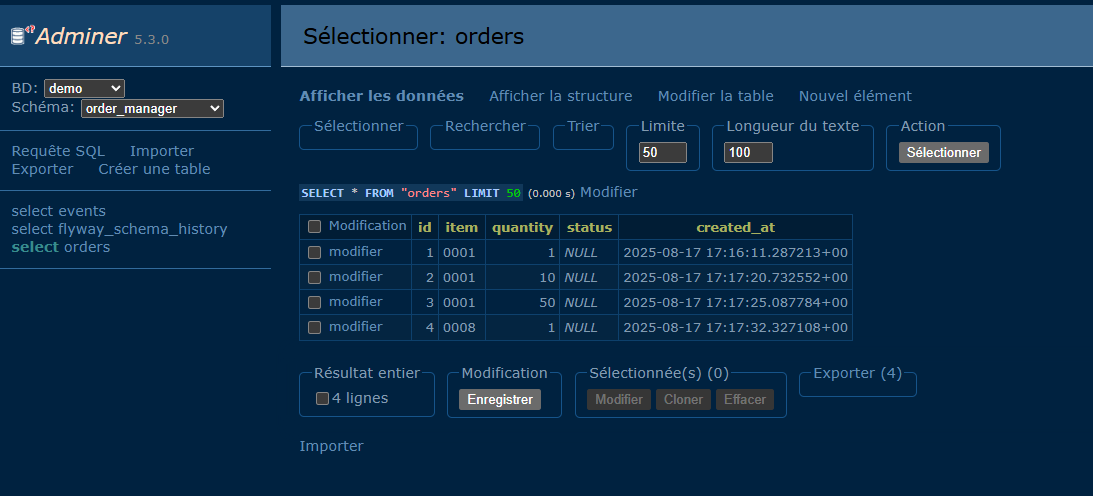 Adminer 5.3.0
BD: demo
Schéma: order_manager
Requête SQL Importer
Exporter Créer une table
select events
select flyway_schema_history
select orders
Sélectionner: orders
Afficher les données Afficher la structure Modifier la table Nouvel élément
Sélectionner Rechercher Trier Limite Longueur du texte Action
50 100 Sélectionner
SELECT * FROM "orders" LIMIT 50 (0.000 s) Modifier
Modification id item quantity status created_at
modifier 1 0001 1 NULL 2025-08-17 17:16:11.287213+00
modifier 2 0001 10 NULL 2025-08-17 17:17:20.732552+00
modifier 3 0001 50 NULL 2025-08-17 17:17:25.087784+00
modifier 4 0008 1 NULL 2025-08-17 17:17:32.327108+00
Résultat entier Modification Sélectionnée(s) (0) Exporter (4)
4 lignes Enregistrer Modifier Cloner Effacer
Importer